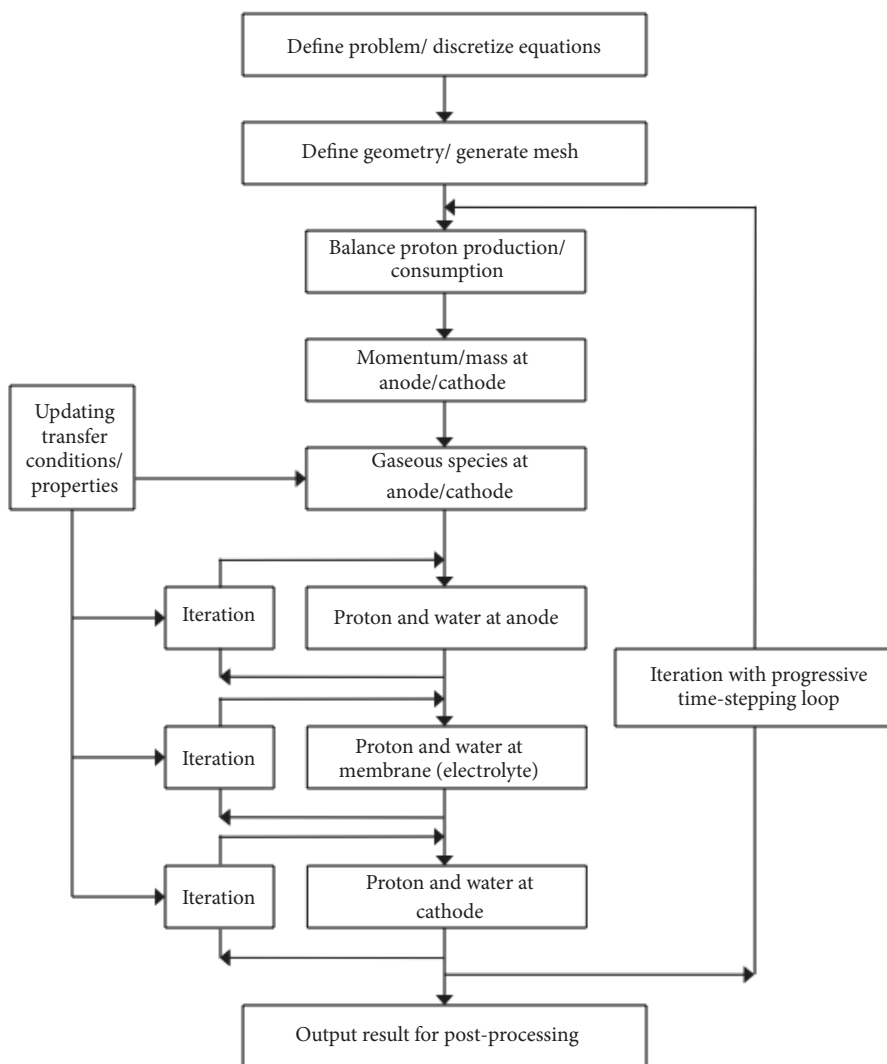 Define problem/ discretize equations
Define geometry/ generate mesh
Balance proton production/
consumption
Momentum/mass at
anode/cathode
Updating
transfer
conditions/
properties
Gaseous species at
anode/cathode
Iteration
Proton and water at anode
Iteration with progressive
time-stepping loop
Iteration
Proton and water at
membrane (electrolyte)
Iteration
Proton and water at
cathode
Output result for post-processing